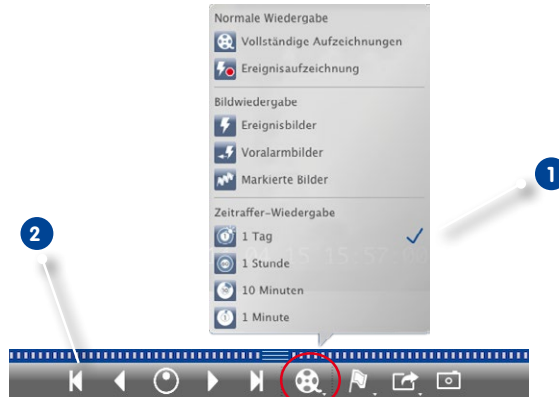 Normale Wiedergabe
Vollständige Aufzeichnungen
Ereignisaufzeichnung
Bildwiedergabe
Ereignisbilder
Voralarmbilder
Markierte Bilder
Zeitraffer-Wiedergabe
1 Tag
1 Stunde
10 Minuten
1 Minute
1
2